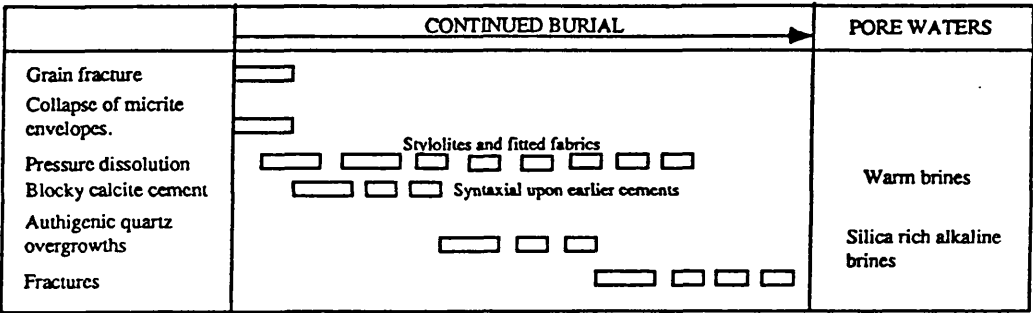 CONTINUED BURIAL
PORE WATERS
Grain fracture
Collapse of micrite
envelopes.
Stylolites and fitted fabrics
Pressure dissolution
Blocky calcite cement
Syntaxial upon earlier cements
Warm brines
Authigenic quartz
overgrowths
Silica rich alkaline
brines
Fractures